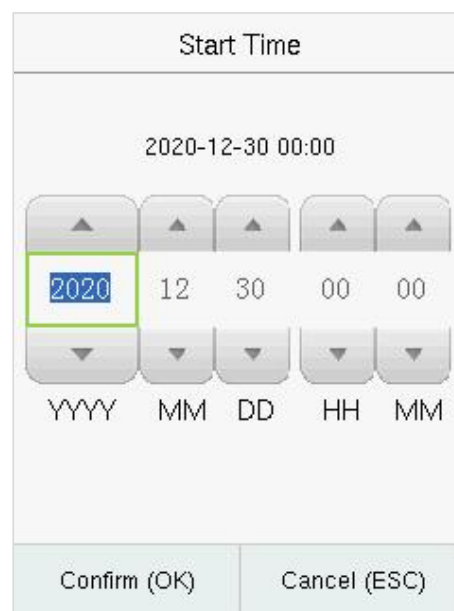 Start Time
2020-12-30 00:00
2020 12 30 00 00
YYYY MM DD HH MM
Confirm (OK) Cancel (ESC)